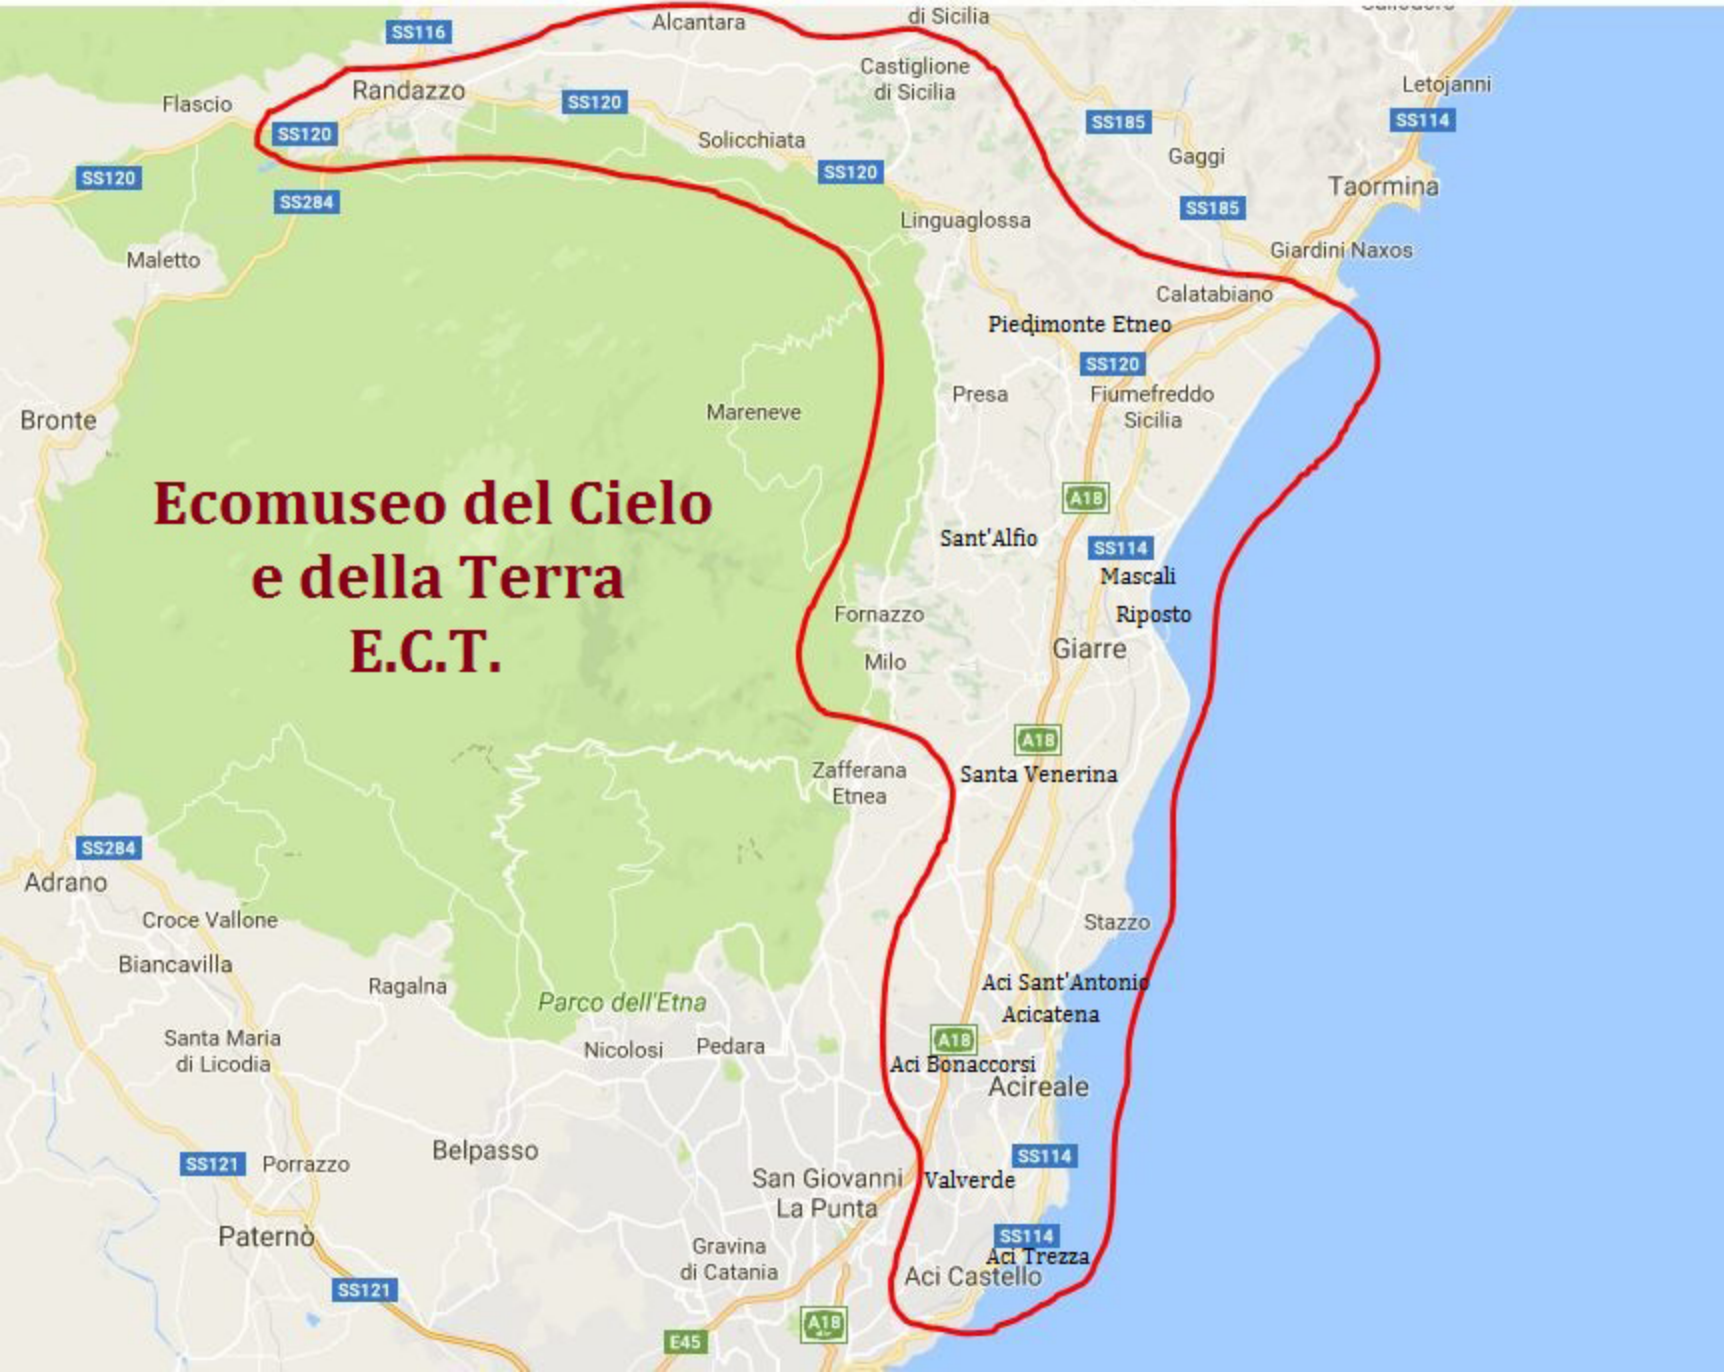 di Sicilia
Alcantara
SS116
Castiglione
di Sicilia
Letojanni
Randazzo
Flascio
SS120
SS120
SS185
SS114
Solicchiata
Gaggi
SS120
SS120
Taormina
SS284
SS185
Linguaglossa
Maletto
Giardini Naxos
Calatabiano
Piedimonte Etneo
SS120
Presa
Fiumefreddo
Sicilia
Mareneve
Bronte
Ecomuseo del Cielo
e della Terra
E.C.T.
A18
Sant'Alfio
SS114
Mascali
Riposto
Fornazzo
Giarre
Milo
A18
Zafferana
Etnea
Santa Venerina
SS284
Adrano
Croce Vallone
Stazzo
Biancavilla
Ragalna
Aci Sant'Antonio
Parco dell'Etna
Acicatena
Santa Maria
di Licodia
A18
Nicolosi
Pedara
Aci Bonaccorsi
Acireale
Belpasso
SS114
SS121
Porrazzo
San Giovanni
La Punta
Valverde
Paternò
SS114
Gravina
di Catania
Aci Trezza
Aci Castello
SS121
A18
E45